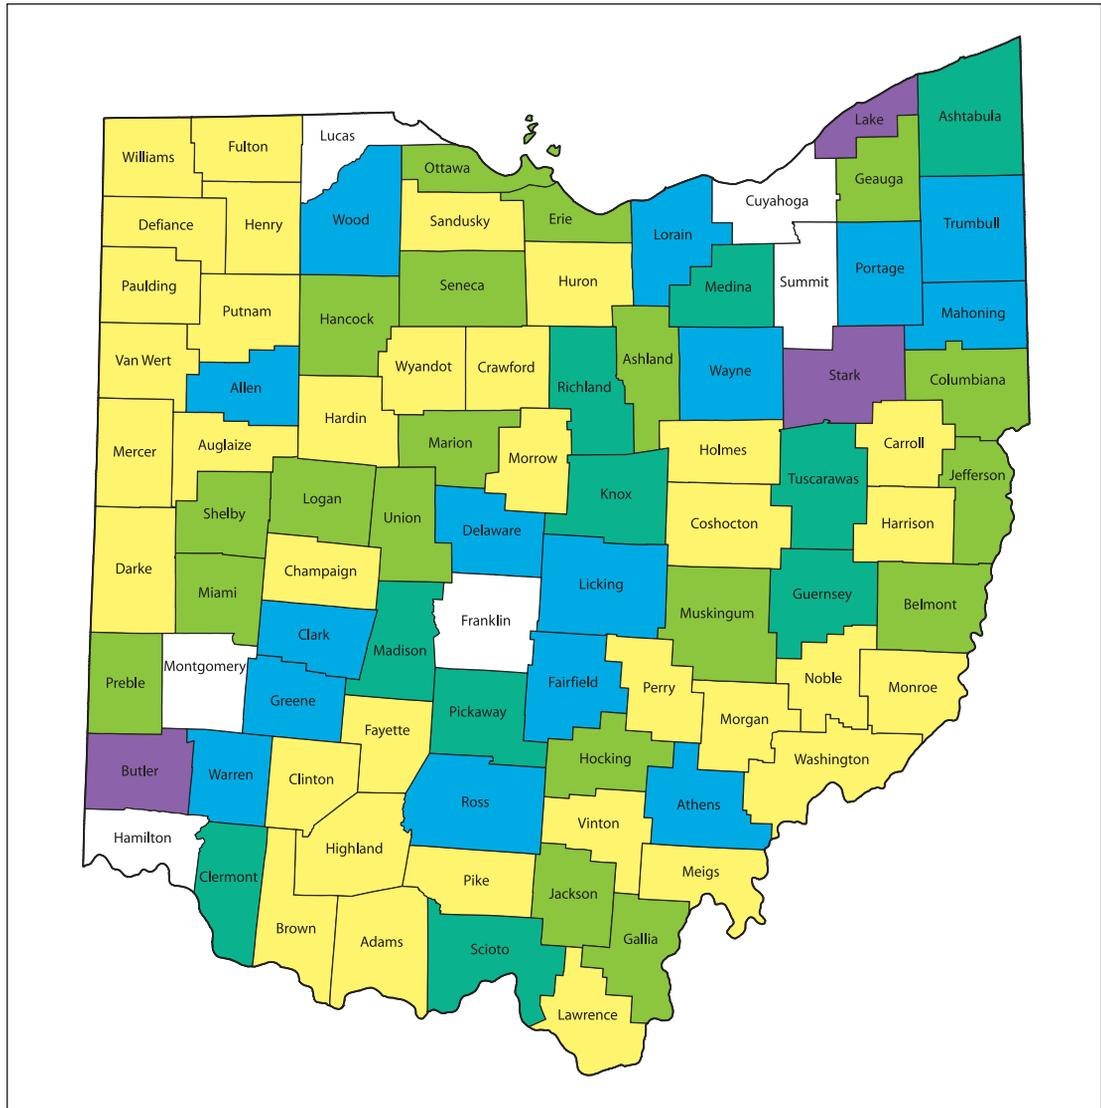 Ashtabula
Lake
Lucas
Fulton
Williams
Ottawa
Geauga
Cuyahoga
Wood
Sandusky
Erie
Defiance
Henry
Lorain
Trumbull
Portage
Summit
Huron
Seneca
Medina
Paulding
Putnam
Hancock
Mahoning
Van Wert
Wyandot
Crawford
Ashland
Richland
Wayne
Stark
Columbiana
Allen
Hardin
Auglaize
Mercer
Marion
Morrow
Holmes
Carroll
Jefferson
Tuscarawas
Knox
Logan
Shelby
Union
Delaware
Coshocton
Harrison
Darke
Champaign
Miami
Licking
Guernsey
Belmont
Muskingum
Franklin
Clark
Madison
Montgomery
Preble
Greene
Fairfield
Perry
Noble
Monroe
Pickaway
Morgan
Fayette
Hocking
Washington
Butler
Warren
Clinton
Ross
Athens
Vinton
Hamilton
Highland
Clermont
Pike
Meigs
Jackson
Brown
Adams
Scioto
Gallia
Lawrence